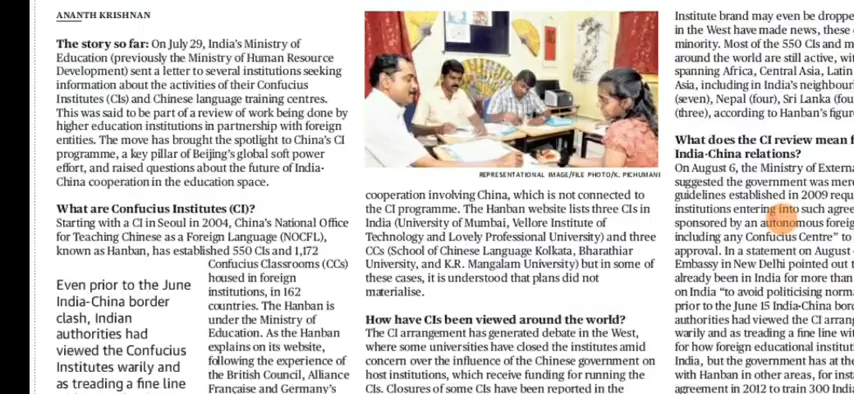 ANANTH KRISHNAN
The story so far: On July 29, India's Ministry of
Education (previously the Ministry of Human Resource
Development) sent a letter to several institutions seeking
information about the activities of their Confucius
Institutes (CIs) and Chinese language training centres.
This was said to be part of a review of work being done by
higher education institutions in partnership with foreign
entities. The move has brought the spotlight to China's CI
programme, a key pillar of Beijing's global soft power
effort, and raised questions about the future of India-
China cooperation in the education space.
What are Confucius Institutes (CI)?
Starting with a CI in Seoul in 2004, China's National Office
for Teaching Chinese as a Foreign Language (NOCFL),
known as Hanban, has established 550 CIs and 1,172
Confucius Classrooms (CCs)
housed in foreign
institutions, in 162
countries. The Hanban is
under the Ministry of
Education. As the Hanban
explains on its website,
following the experience of
the British Council, Alliance
Française and Germany's
Even prior to the June
India-China border
clash, Indian
authorities had
viewed the Confucius
Institutes warily and
as treading a fine line
REPRESENTATIONAL IMAGE/FILE PHOTO/K. PICHUMANI
cooperation involving China, which is not connected to
the CI programme. The Hanban website lists three CIs in
India (University of Mumbai, Vellore Institute of
Technology and Lovely Professional University) and three
CCs (School of Chinese Language Kolkata, Bharathiar
University, and K.R. Mangalam University) but in some of
these cases, it is understood that plans did not
materialise.
How have CIs been viewed around the world?
The CI arrangement has generated debate in the West,
where some universities have closed the institutes amid
concern over the influence of the Chinese government on
host institutions, which receive funding for running the
CIs. Closures of some CIs have been reported in the
Institute brand may even be droppe
in the West have made news, these
minority. Most of the 550 CIs and m
around the world are still active, wi
spanning Africa, Central Asia, Latin
Asia, including in India's neighbour
(seven), Nepal (four), Sri Lanka (fou
(three), according to Hanban's figur
What does the CI review mean f
India-China relations?
On August 6, the Ministry of Extern
suggested the government was mere
guidelines established in 2009 requ
institutions entering into such agree
sponsored by an autonomous foreig
including any Confucius Centre" to
approval. In a statement on August
Embassy in New Delhi pointed out t
already been in India for more than
on India "to avoid politicising norm
prior to the June 15 India-China bor
authorities had viewed the CI arrang
warily and as treading a fine line wit
for how foreign educational institut
India, but the government has at the
with Hanban in other areas, for inst
agreement in 2012 to train 300 India